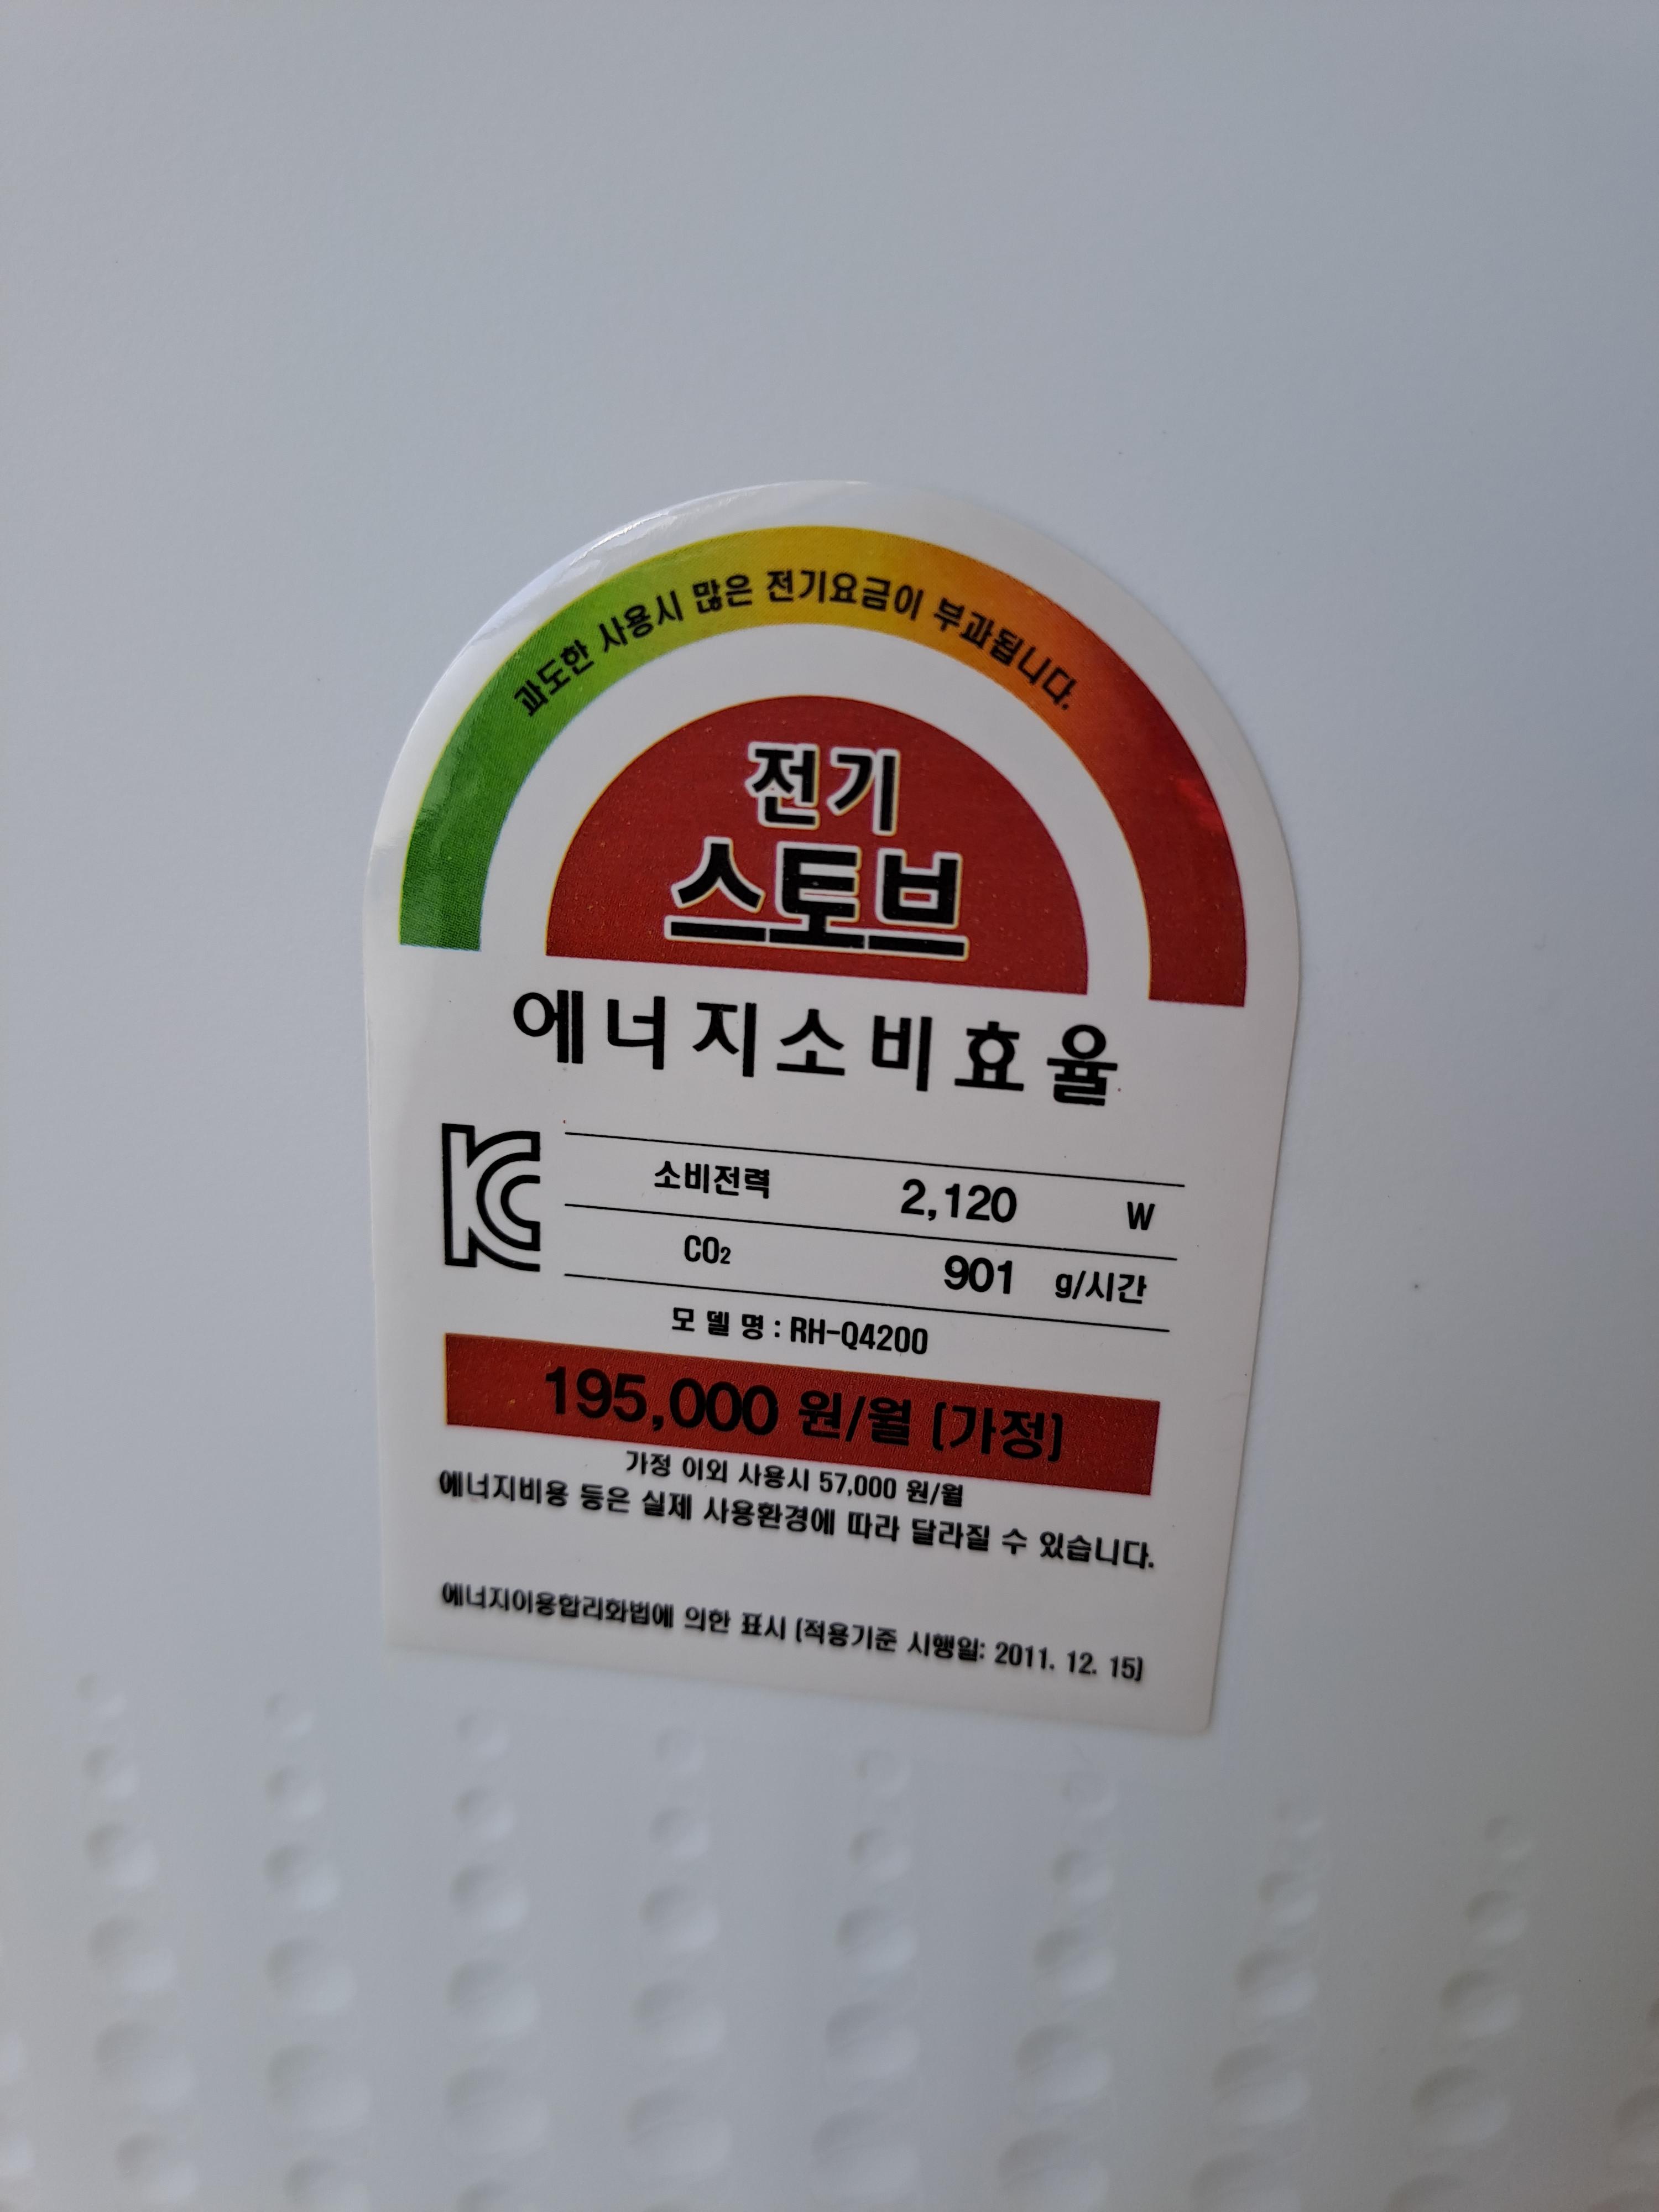 과도한 사용시 많은 전기요금이 부과됩니다.
전기
스토브
에너지소비효율
KC
소비전력 2,120 W
CO₂ 901 g/시간
모 델 명 : RH-Q4200
195,000 원/월 (가정)
가정 이외 사용시 57,000 원/월
에너지비용 등은 실제 사용환경에 따라 달라질 수 있습니다.
에너지이용합리화법에 의한 표시 (적용기준 시행일: 2011. 12. 15)